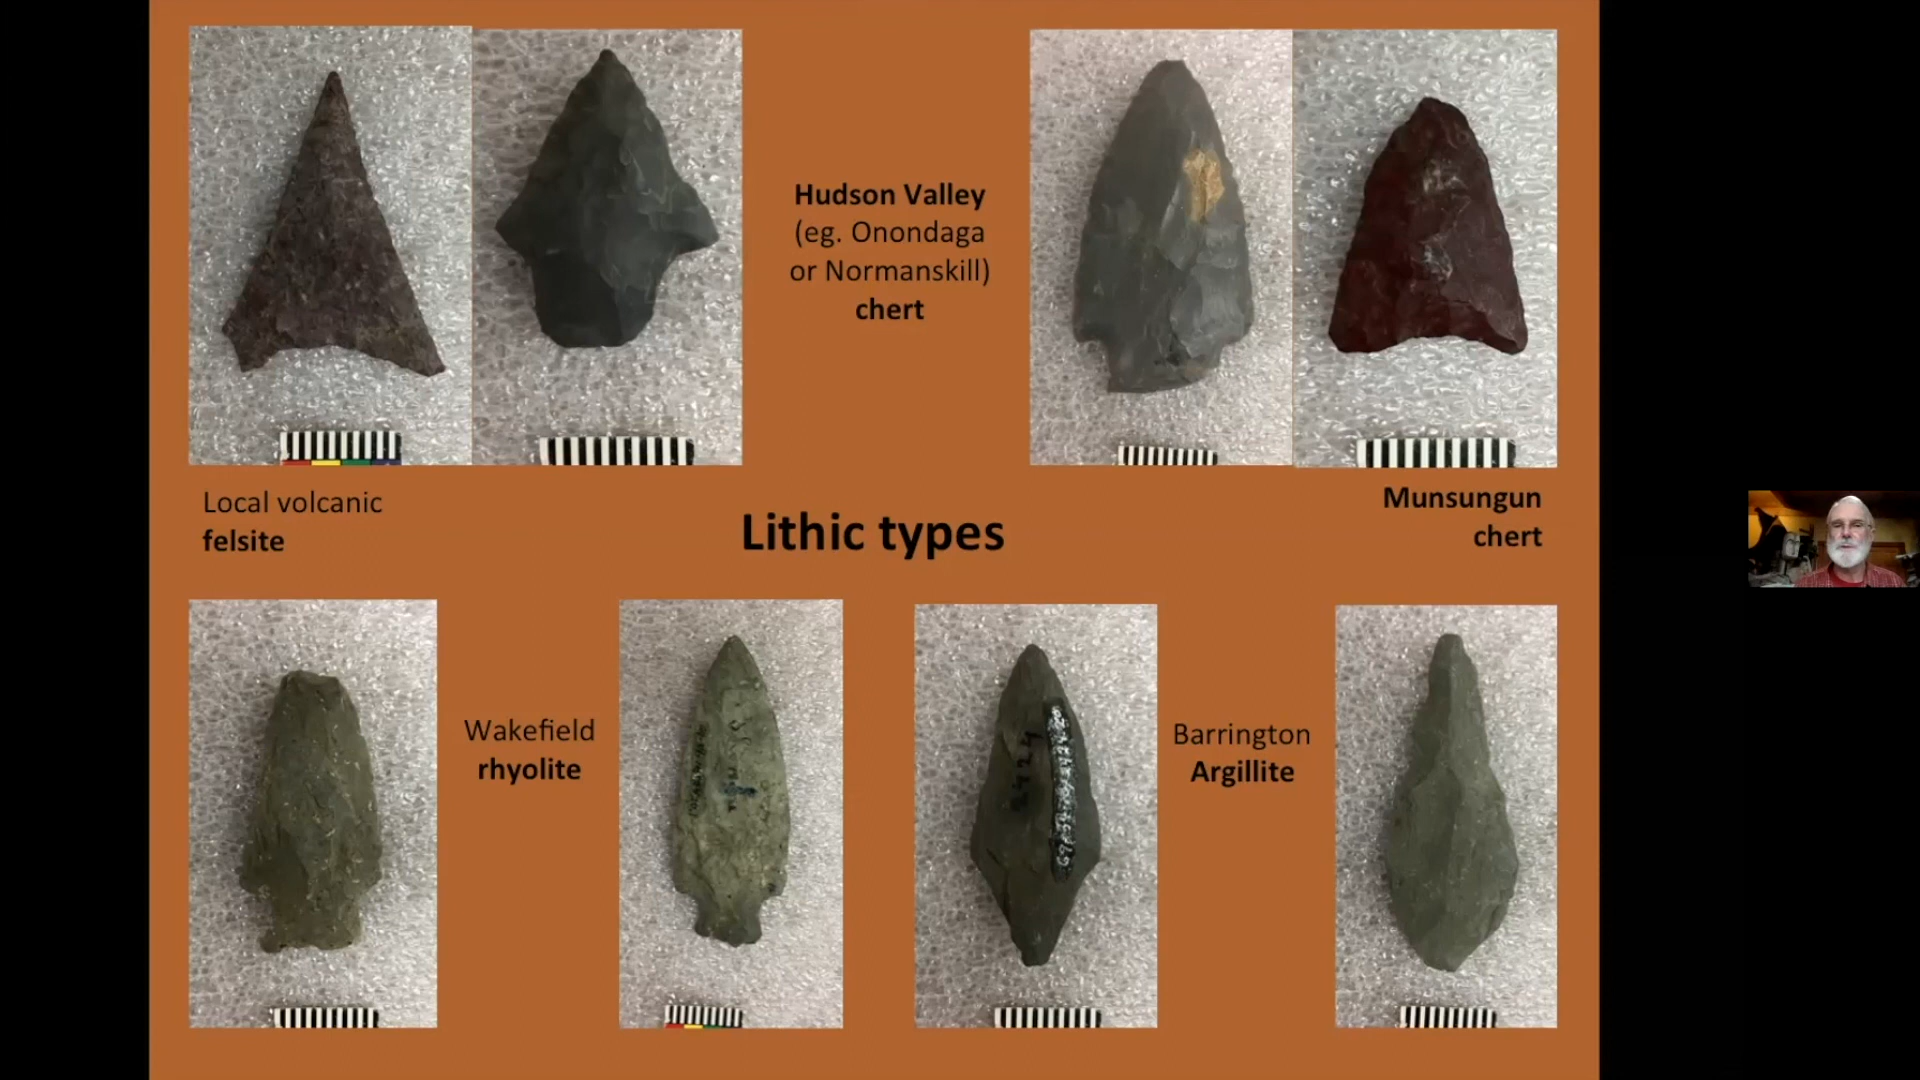 Hudson Valley
(eg. Onondaga
or Normanskill)
chert
Local volcanic
felsite
Lithic types
Munsungun
chert
Wakefield
rhyolite
Barrington
Argillite